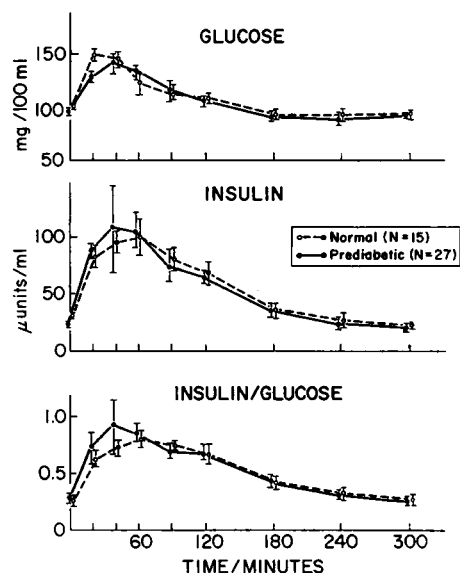 GLUCOSE
150
100
50
mg/100 ml
INSULIN
100
50
0
μunits/ml
Normal (N=15)
Prediabetic (N=27)
INSULIN/GLUCOSE
1.0
0.5
0
60 120 180 240 300
TIME/MINUTES